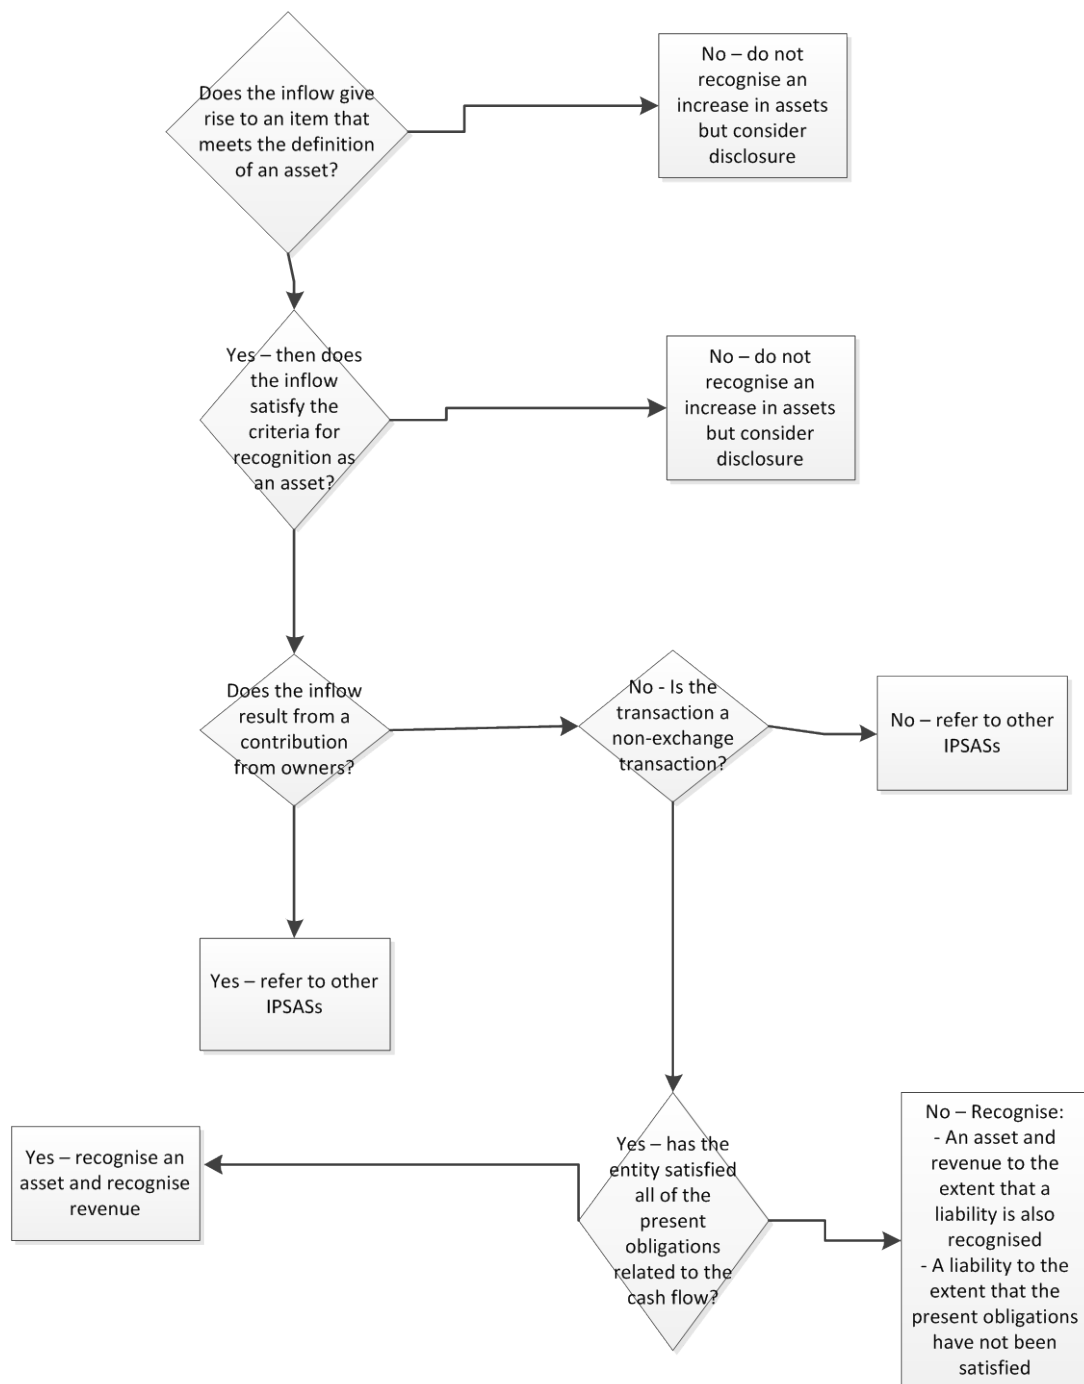 Does the inflow give
rise to an item that
meets the definition
of an asset?
No – do not
recognise an
increase in assets
but consider
disclosure
Yes – then does
the inflow
satisfy the
criteria for
recognition as
an asset?
No – do not
recognise an
increase in assets
but consider
disclosure
Does the inflow
result from a
contribution
from owners?
No - Is the
transaction a
non-exchange
transaction?
No – refer to other
IPSASs
Yes – refer to other
IPSASs
Yes – recognise an
asset and recognise
revenue
Yes – has the
entity satisfied
all of the
present
obligations
related to the
cash flow?
No – Recognise:
- An asset and
revenue to the
extent that a
liability is also
recognised
- A liability to the
extent that the
present obligations
have not been
satisfied